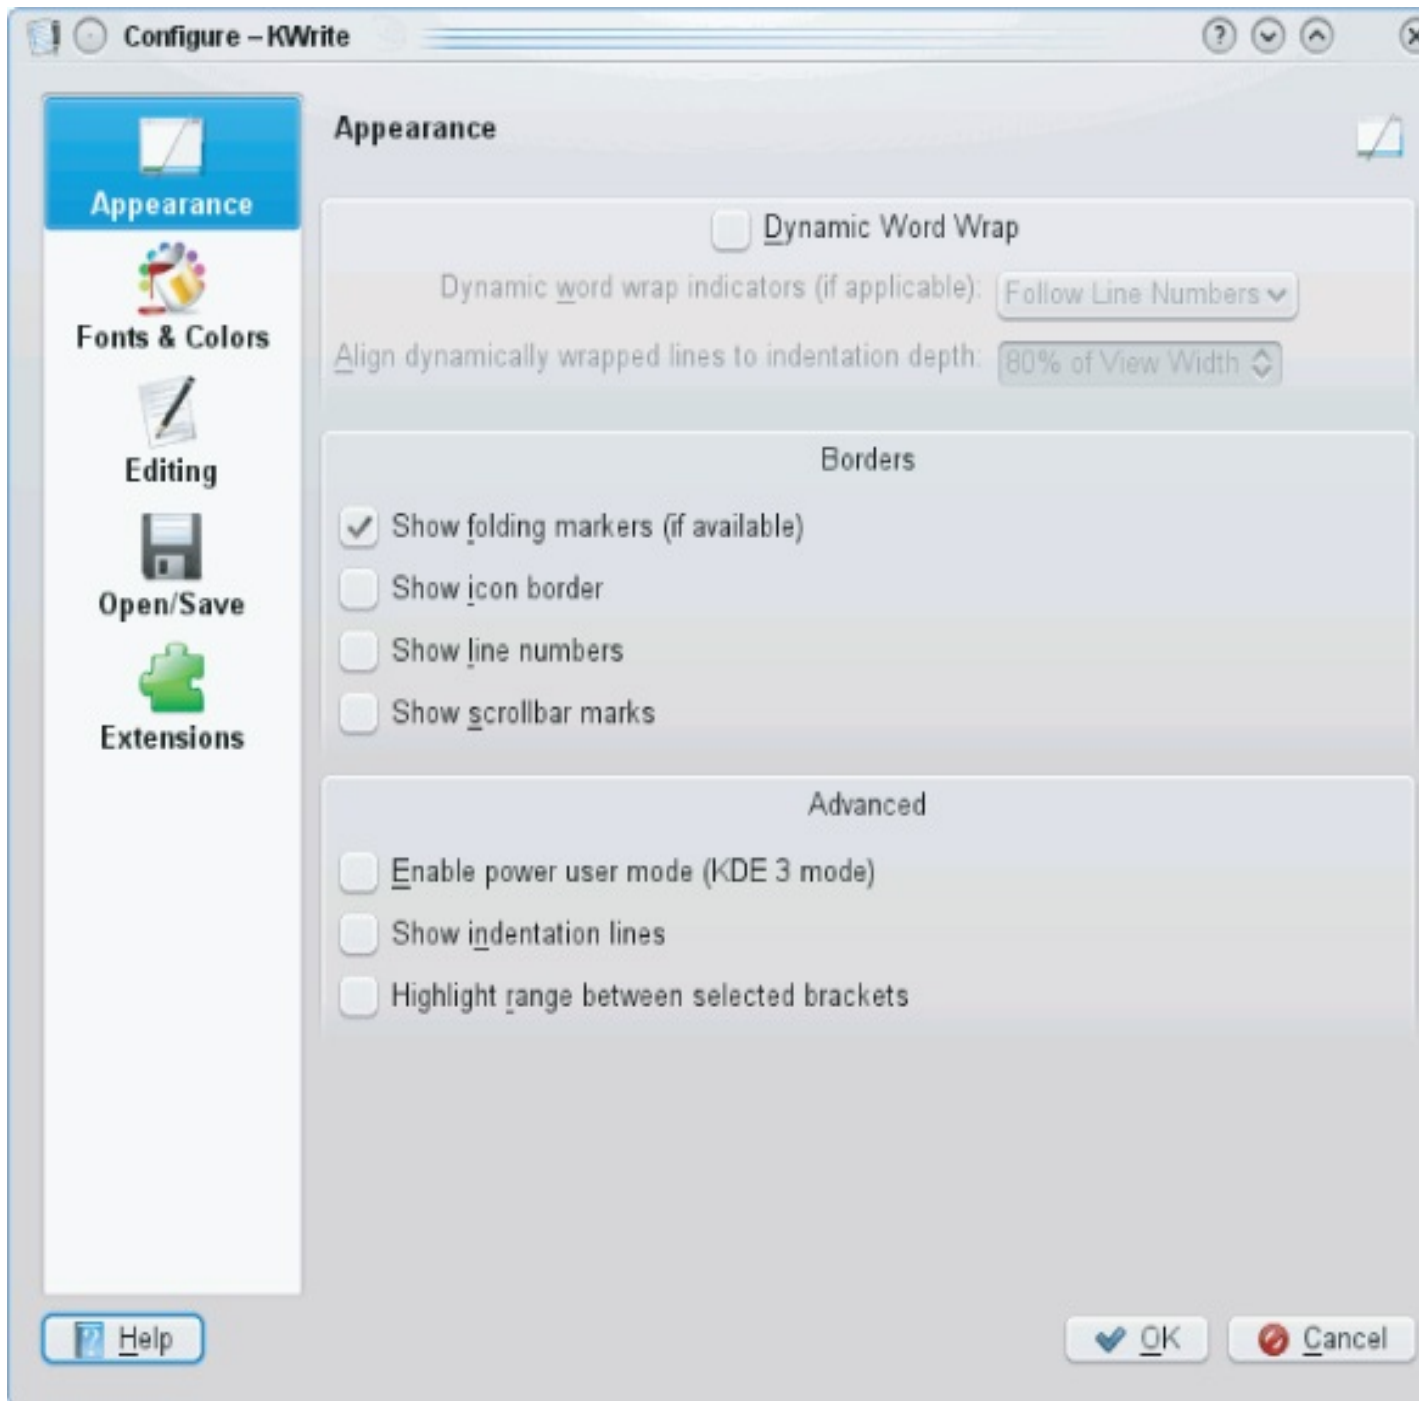 Configure – KWrite
Appearance
Fonts & Colors
Editing
Open/Save
Extensions
Appearance
Dynamic Word Wrap
Dynamic word wrap indicators (if applicable): Follow Line Numbers
Align dynamically wrapped lines to indentation depth: 80% of View Width
Borders
Show folding markers (if available)
Show icon border
Show line numbers
Show scrollbar marks
Advanced
Enable power user mode (KDE 3 mode)
Show indentation lines
Highlight range between selected brackets
Help
OK
Cancel